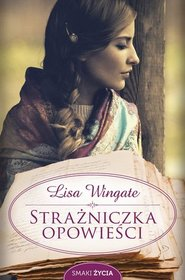 Lisa Wingate
STRAŻNICZKA
OPOWIEŚCI
SMAKI ŻYCIA